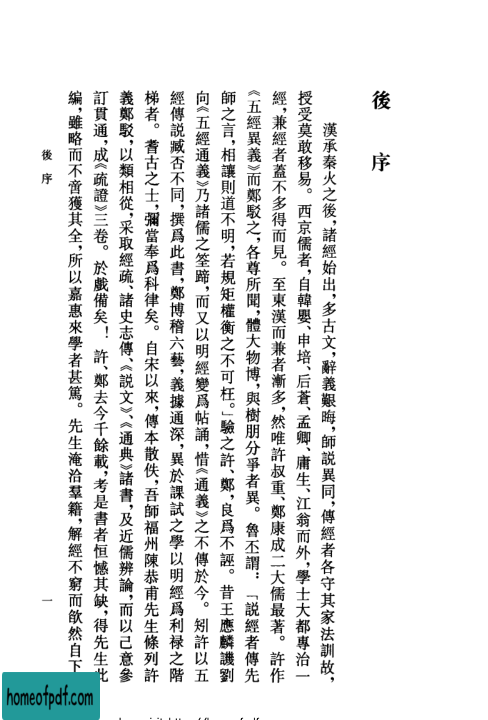 後序
漢承秦火之後，諸經始出，多古文，辭義艱晦，師説異同，傳經者各守其家法訓故，
授受莫敢移易。西京儒者，自韓嬰、申培、后蒼、孟卿、庸生、江翁而外，學士大都專治一
經，兼經者蓋不多得而見。至東漢而兼者漸多，然唯許叔重、鄭康成二大儒最著。許作
《五經異義》而鄭駁之，各尊所聞，體大物博，與樹朋分爭者異。魯丕謂：「説經者傳先
師之言，相讓則道不明，若規矩權衡之不可枉。」驗之許、鄭，良爲不誣。昔王應麟譏劉
向《五經通義》乃諸儒之筌蹄，而又以明經變爲帖誦，惜《通義》之不傳於今。矧許以五
經傳説臧否不同，撰爲此書，鄭博稽六藝，義據通深，異於課試之學以明經爲利禄之階
梯者。耆古之士，彌當奉爲科律矣。自宋以來，傳本散佚，吾師福州陳恭甫先生條列許
義鄭駁，以類相從，采取經疏、諸史志傳、《説文》、《通典》諸書，及近儒辨論，而以己意參
訂貫通，成《疏證》三卷。於戲備矣！許、鄭去今千餘載，考是書者恒憾其缺，得先生此
編，雖略而不啻獲其全，所以嘉惠來學者甚篤。先生淹洽羣籍，解經不窮而欿然自下
後序
一
homeofpdf.com